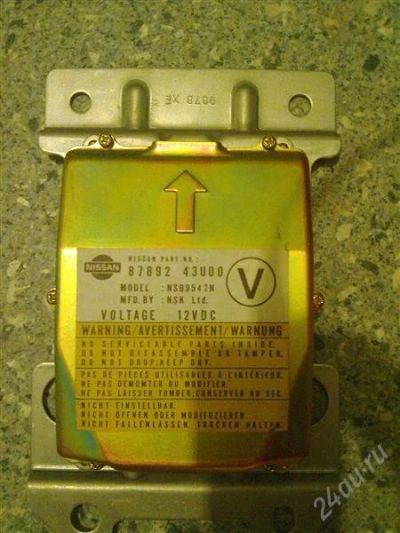 9078 XE
NISSAN PART NO.:
NISSAN
87892 43U00
MODEL : NSB9542N
MFD.BY : NSK Ltd.
VOLTAGE 12VDC
V
WARNING/AVERTISSEMENT/WARNUNG
NO SERVICEABLE PARTS INSIDE.
DO NOT DISASSEMBLE OR TAMPER.
DO NOT DROP;KEEP DRY.
PAS DE PIECES UTILISABLES À L'INTÉRIEUR.
NE PAS DEMONTER OU MODIFIER.
NE PAS LAISSER TOMBER,CONSERVER AU SEC.
NICHT EINSTELLBAR.
NICHT ÖFFNEN ODER MODIFIZIEREN
NICHT FALLENLASSEN, TROCKEN HALTEN.
24au.ru